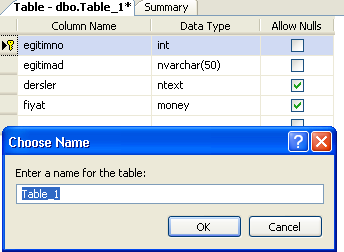 Table - dbo.Table_1* Summary
Column Name Data Type Allow Nulls
egitimno int
egitimad nvarchar(50)
dersler ntext
fiyat money
Choose Name
Enter a name for the table:
Table_1
OK Cancel